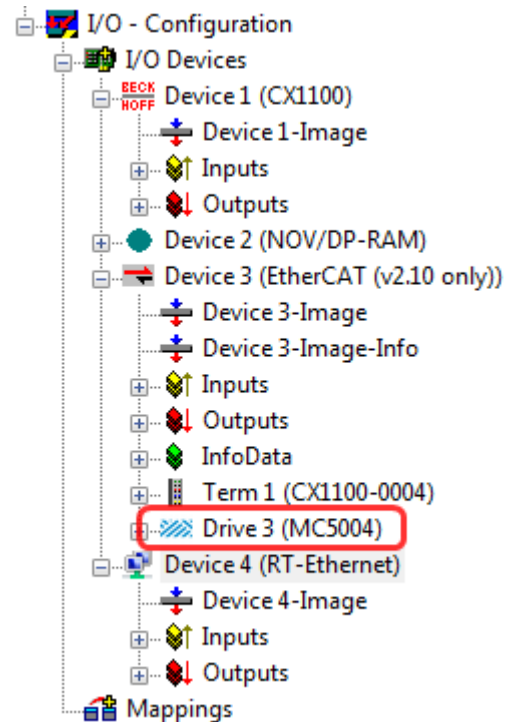 I/O - Configuration
I/O Devices
BECK
HOFF
Device 1 (CX1100)
Device 1-Image
Inputs
Outputs
Device 2 (NOV/DP-RAM)
Device 3 (EtherCAT (v2.10 only))
Device 3-Image
Device 3-Image-Info
Inputs
Outputs
InfoData
Term 1 (CX1100-0004)
Drive 3 (MC5004)
Device 4 (RT-Ethernet)
Device 4-Image
Inputs
Outputs
Mappings